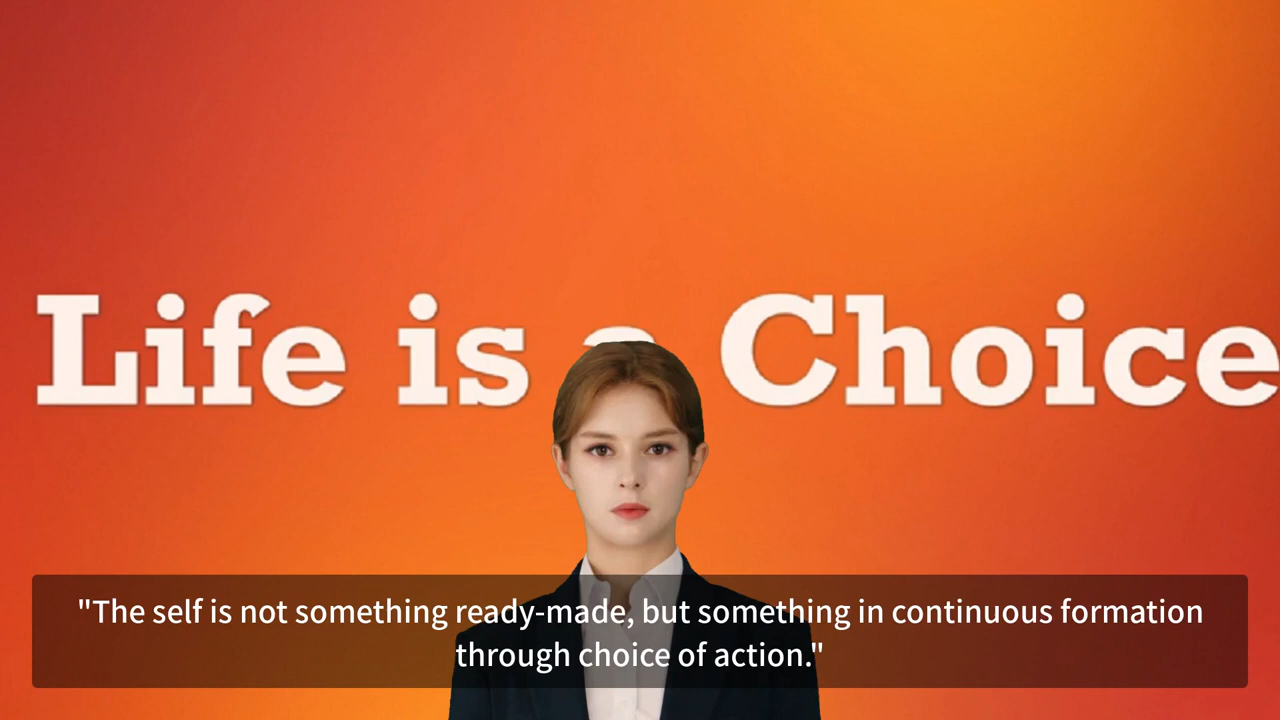 Life is a Choice
"The self is not something ready-made, but something in continuous formation
through choice of action."